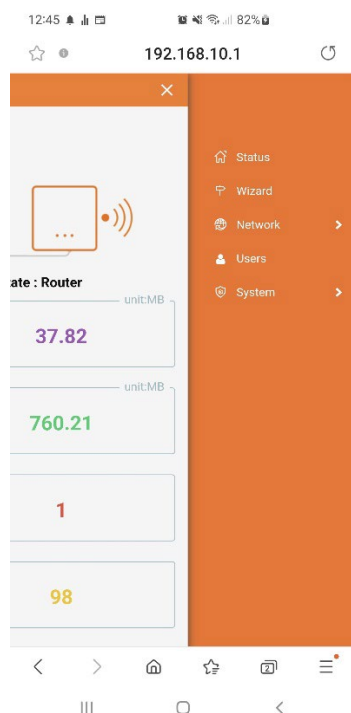 12:45
82%
192.168.10.1
Status
Wizard
Network
Users
System
ate : Router
unit:MB
37.82
unit:MB
760.21
1
98
2